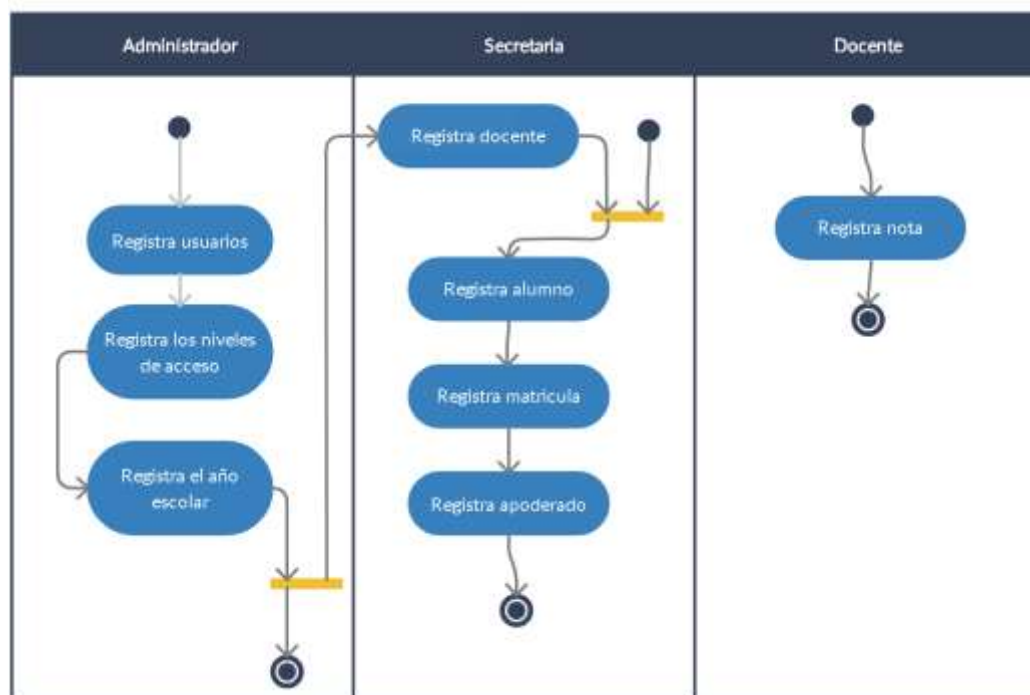 Administrador
Secretaria
Docente
Registra usuarios
Registra los niveles
de acceso
Registra el año
escolar
Registra docente
Registra alumno
Registra matricula
Registra apoderado
Registra nota